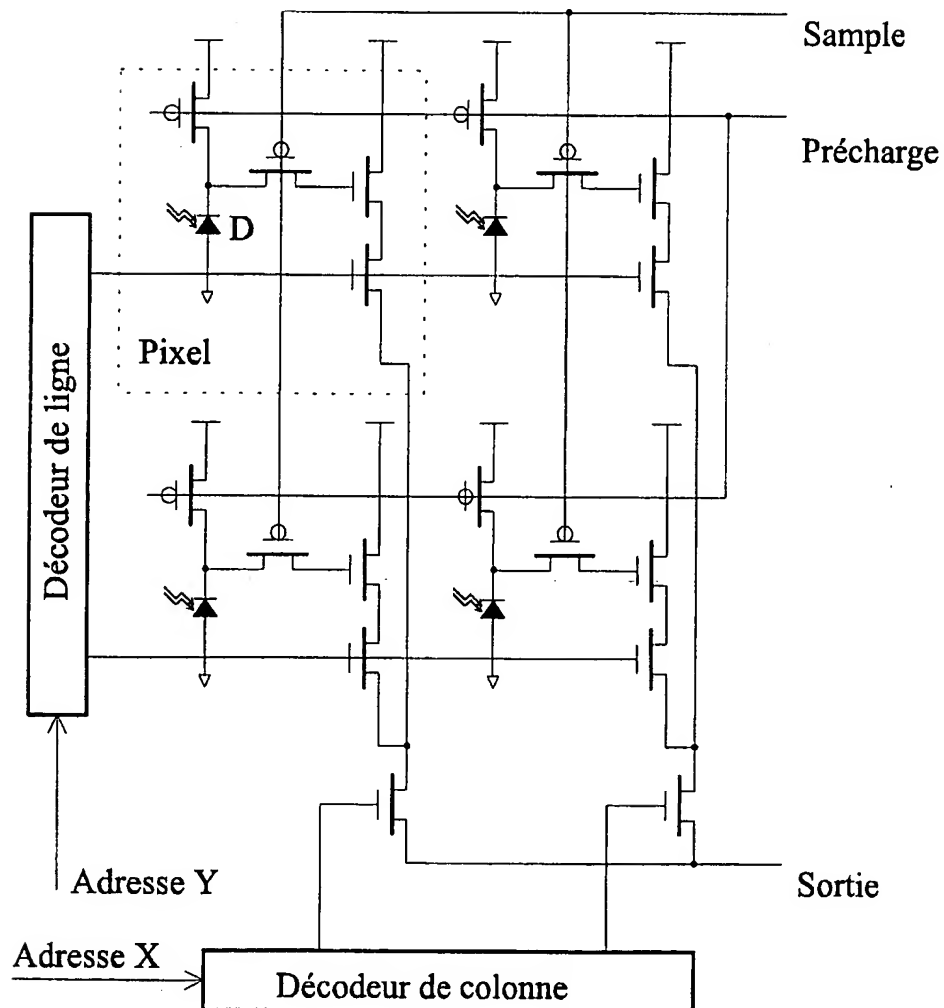 Sample
Précharge
D
Pixel
Décodeur de ligne
Adresse Y
Sortie
Adresse X
Décodeur de colonne